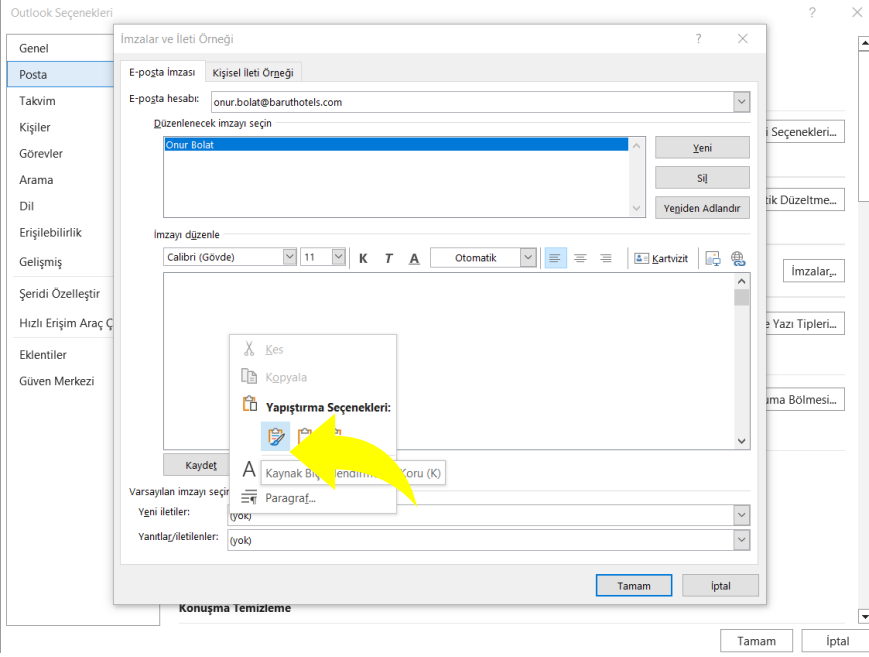 Outlook Seçenekleri
İmzalar ve İleti Örneği
Genel
Posta
Takvim
Kişiler
Görevler
Arama
Dil
Erişilebilirlik
Gelişmiş
Şeridi Özelleştir
Hızlı Erişim Araç Ç
Eklentiler
Güven Merkezi
E-posta İmzası
Kişisel İleti Örneği
E-posta hesabı: onur.bolat@baruthotels.com
Düzenlenecek imzayı seçin
Onur Bolat
Yeni
Sil
Yeniden Adlandır
İmzayı düzenle
Calibri (Gövde) 11 K T A Otomatik Kartvizit
Kes
Kopyala
Yapıştırma Seçenekleri:
Kaydet
A
Kaynak Koru (K)
Paragraf...
Varsayılan imzayı seçin
Yeni iletiler: (yok)
Yanıtlar/iletilenler: (yok)
Tamam
İptal
i Seçenekleri...
tik Düzeltme...
İmzalar...
e Yazı Tipleri...
uma Bölmesi...
Konuşma Temizleme
Tamam
İptal